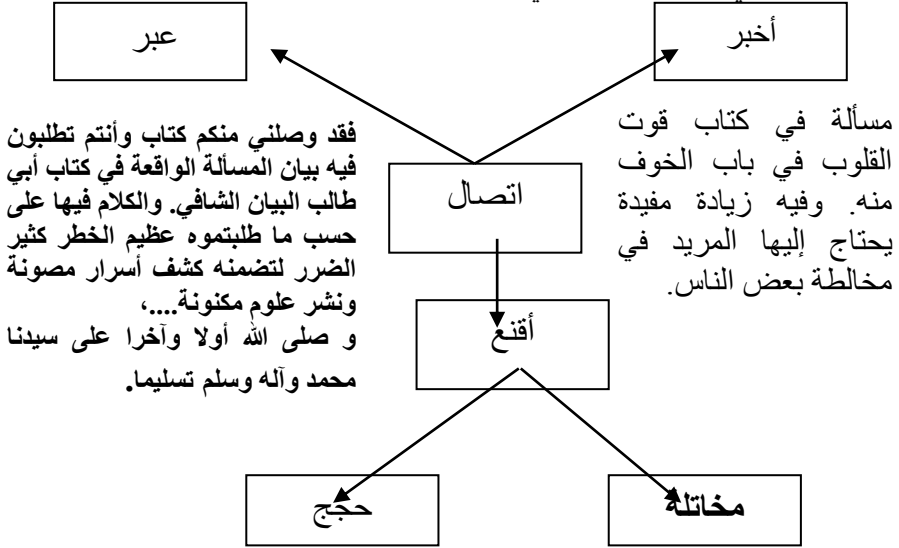 أخبر
عبر
مسألة في كتاب قوت
القلوب في باب الخوف
منه. وفيه زيادة مفيدة
يحتاج إليها المريد في
مخالطة بعض الناس.
اتصال
فقد وصلني منكم كتاب وأنتم تطلبون
فيه بيان المسألة الواقعة في كتاب أبي
طالب البيان الشافي. والكلام فيها على
حسب ما طلبتموه عظيم الخطر كثير
الضرر لتضمنه كشف أسرار مصونة
ونشر علوم مكنونة....،
و صلى الله أولا وآخرا على سيدنا
محمد وآله وسلم تسليما.
أقنع
مخاتلة
حجج